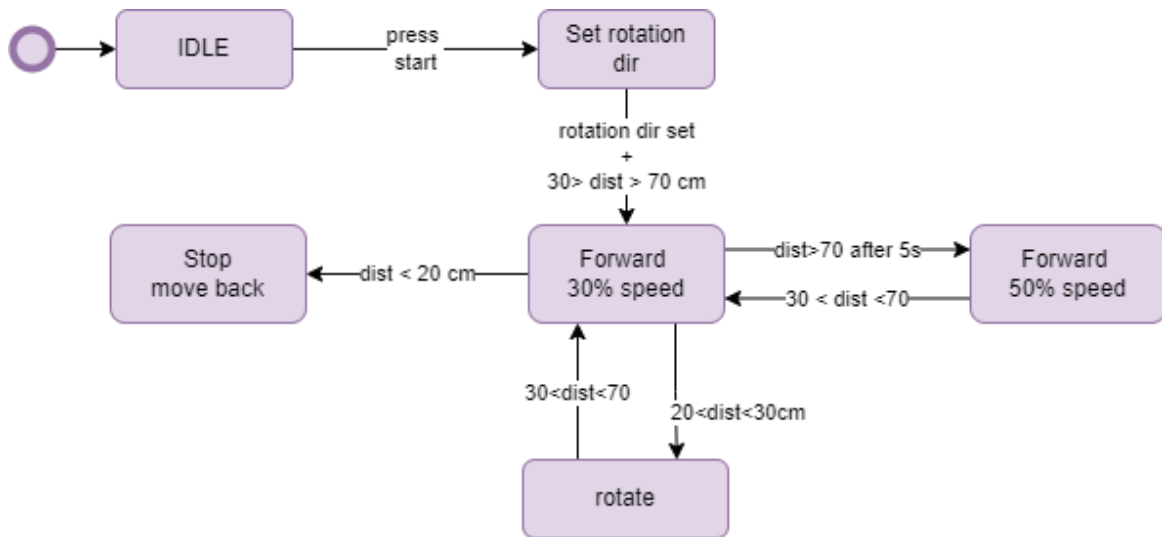 IDLE
press
start
Set rotation
dir
rotation dir set
+
30> dist > 70 cm
Stop
move back
dist < 20 cm
Forward
30% speed
dist>70 after 5s
30 < dist <70
Forward
50% speed
30<dist<70
20<dist<30cm
rotate